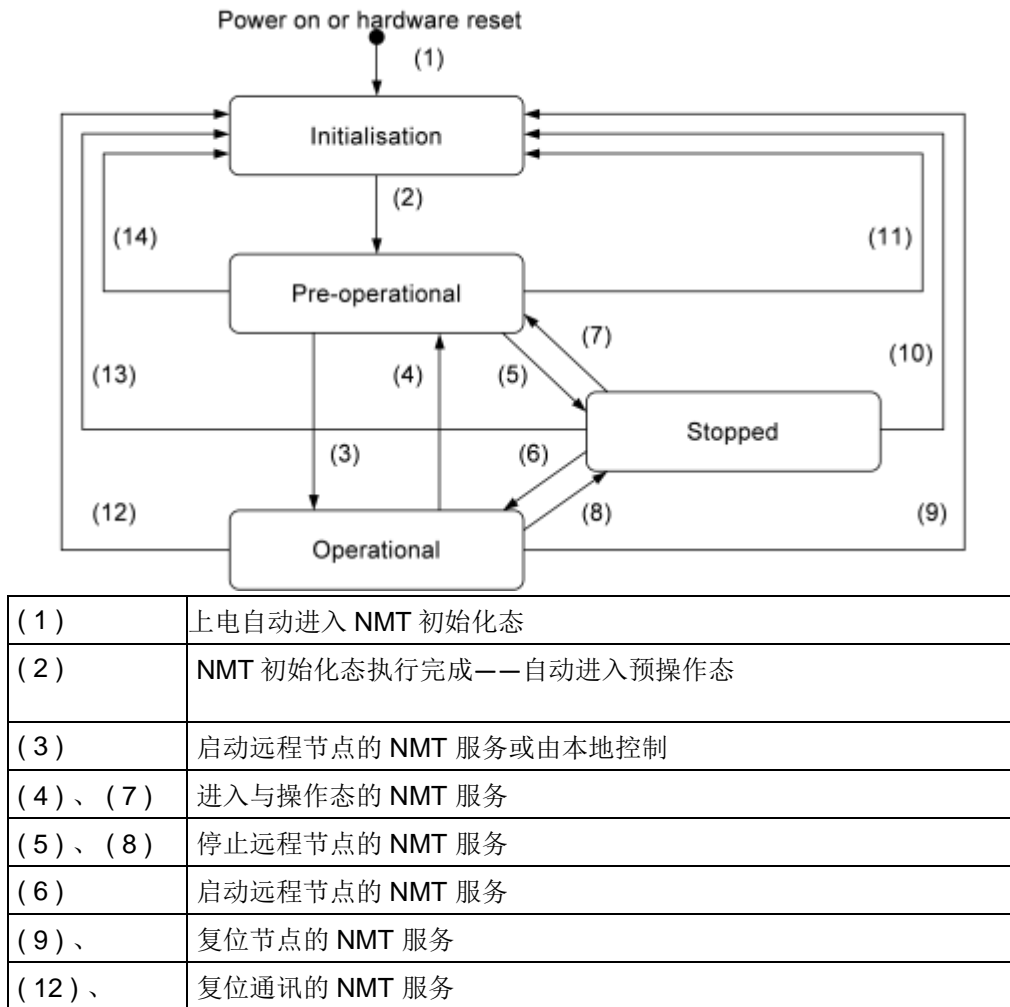 Power on or hardware reset
(1)
Initialisation
(2)
(14)
(11)
Pre-operational
(7)
(10)
(13)
(4)
(5)
Stopped
(3)
(6)
(12)
(8)
(9)
Operational
( 1 ) 上电自动进入 NMT 初始化态
( 2 ) NMT 初始化态执行完成——自动进入预操作态
( 3 ) 启动远程节点的 NMT 服务或由本地控制
( 4 ) 、 ( 7 ) 进入与操作态的 NMT 服务
( 5 ) 、 ( 8 ) 停止远程节点的 NMT 服务
( 6 ) 启动远程节点的 NMT 服务
( 9 ) 、 复位节点的 NMT 服务
( 12 ) 、 复位通讯的 NMT 服务